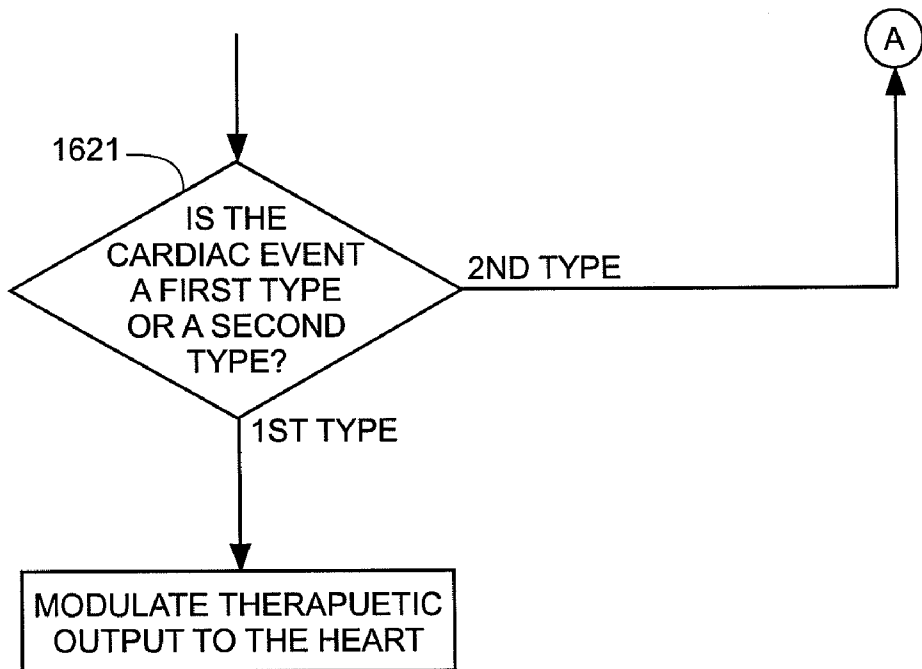 A
1621
IS THE
CARDIAC EVENT
A FIRST TYPE
OR A SECOND
TYPE?
2ND TYPE
1ST TYPE
MODULATE THERAPUETIC
OUTPUT TO THE HEART